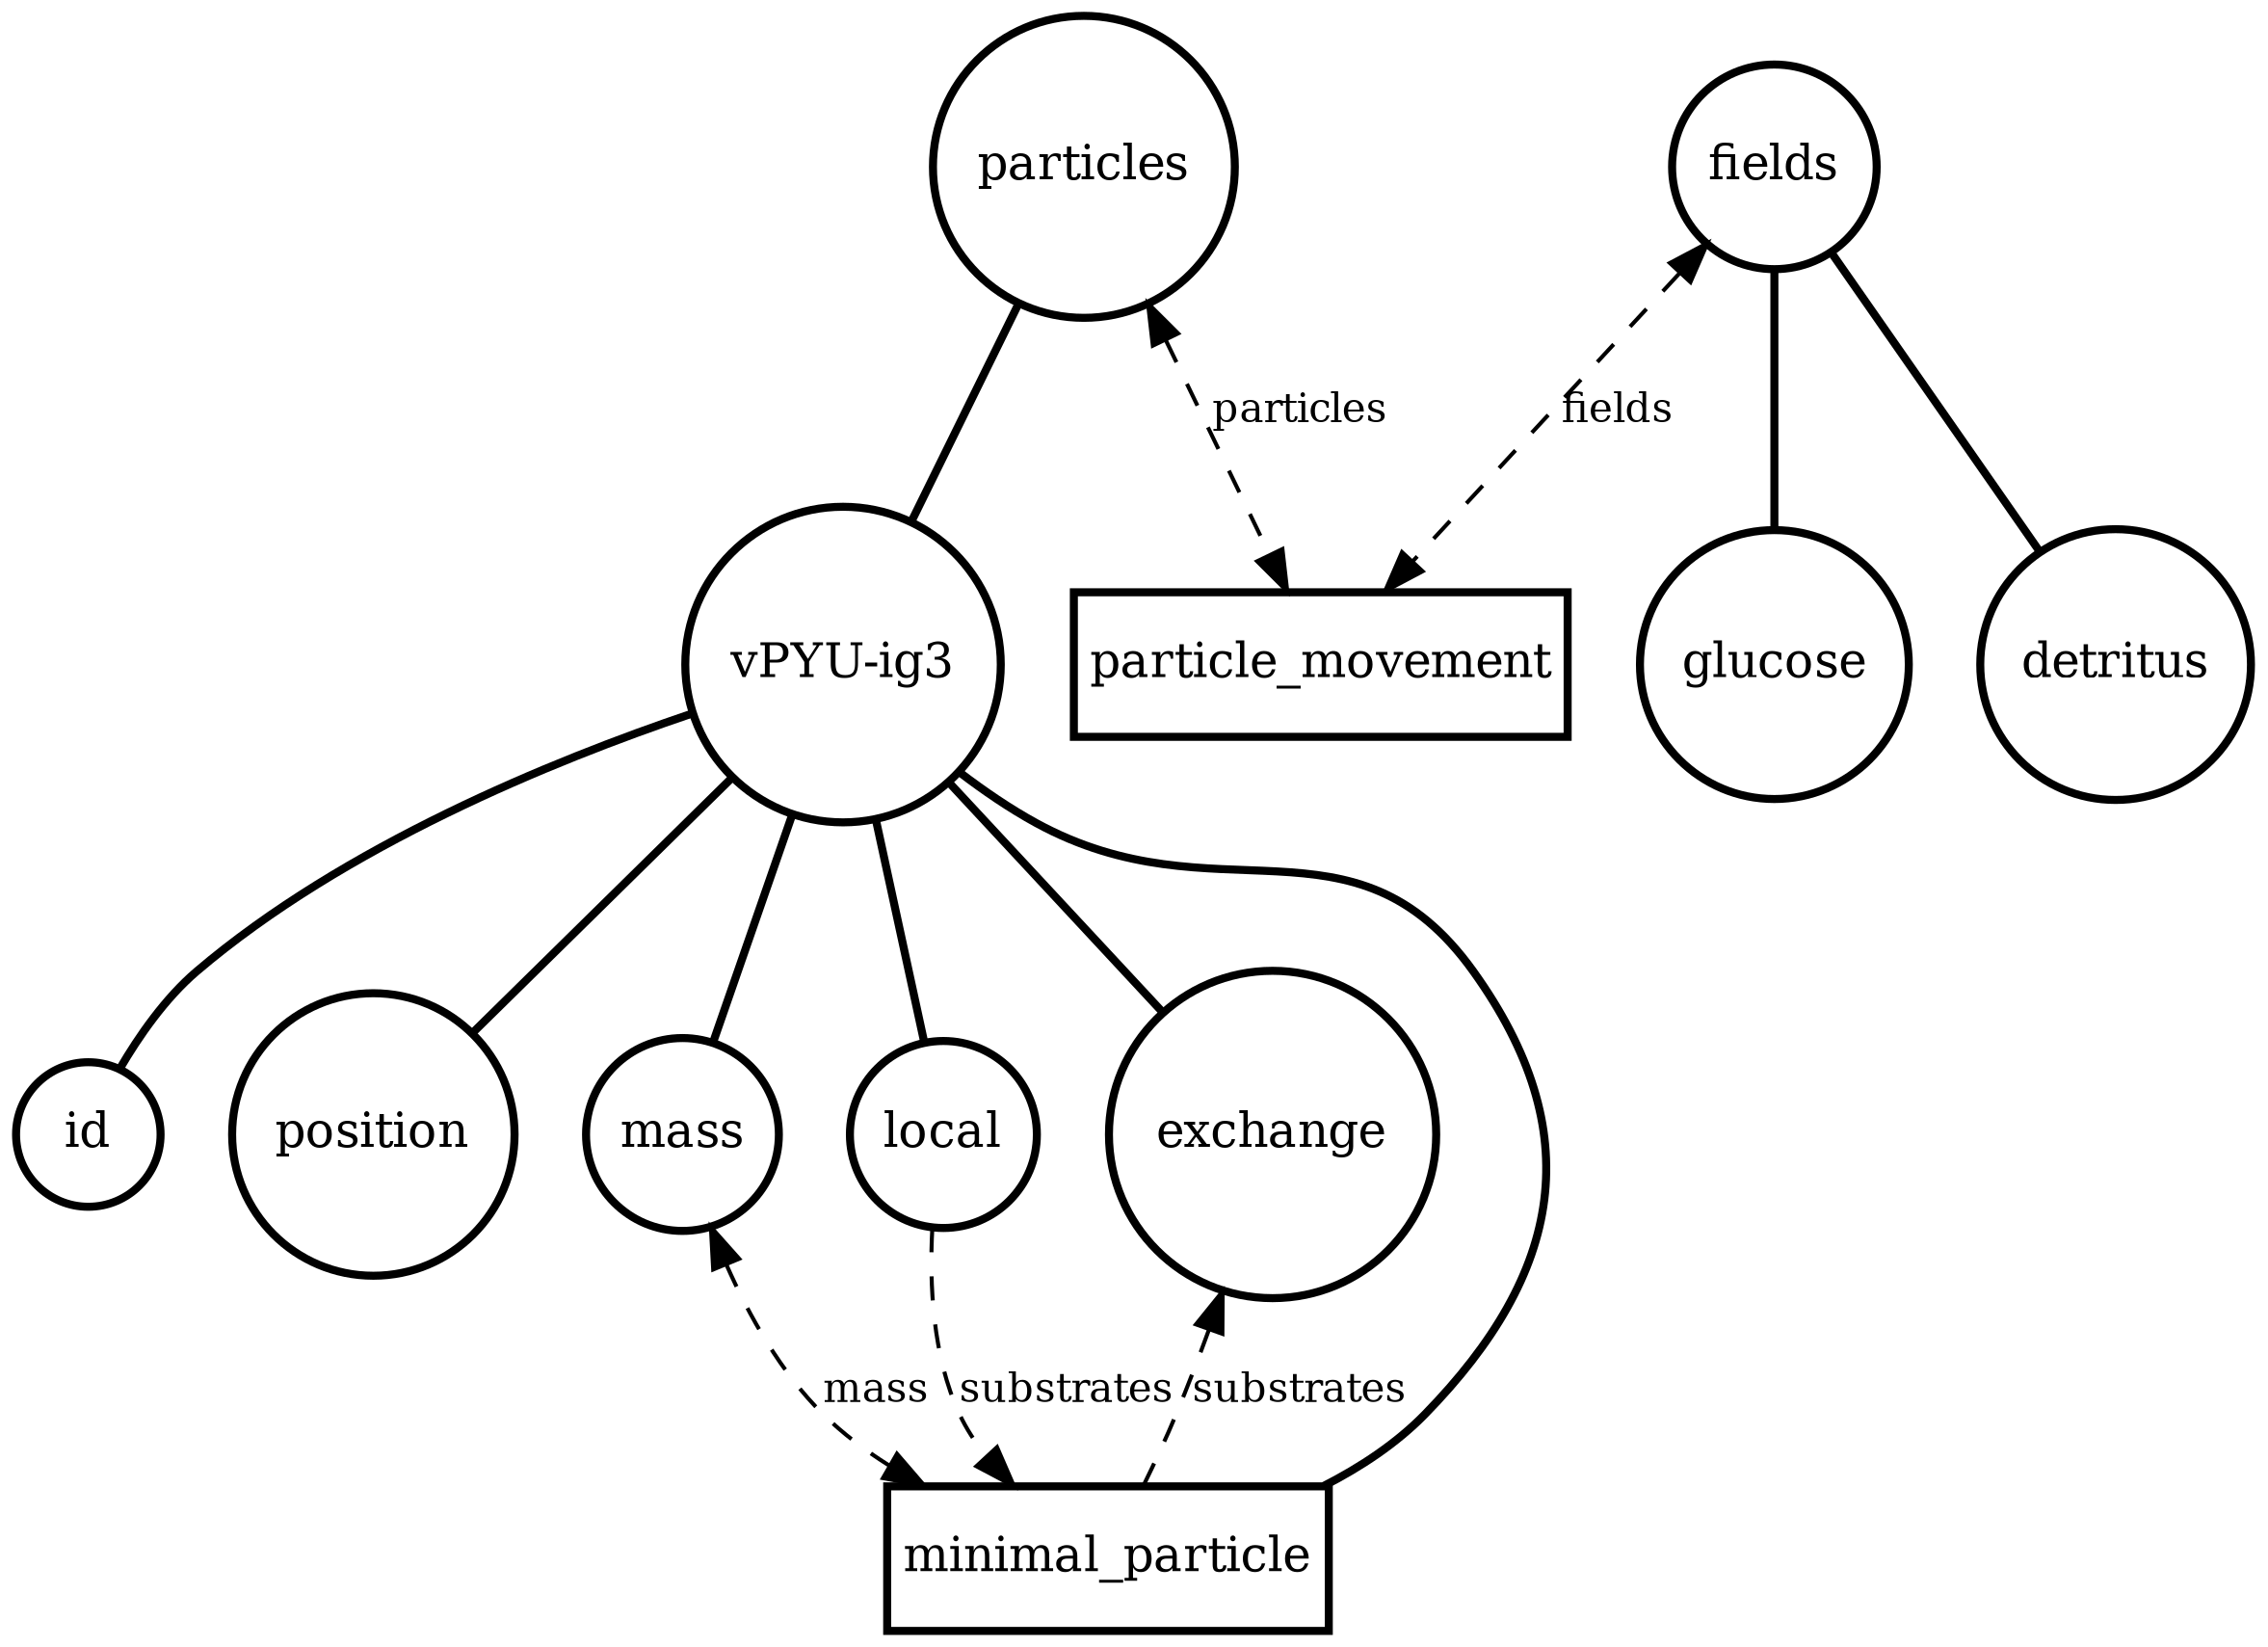 particles
fields
particles
fields
vPYU-ig3
particle_movement
glucose
detritus
id
position
mass
local
exchange
mass
substrates
substrates
minimal_particle